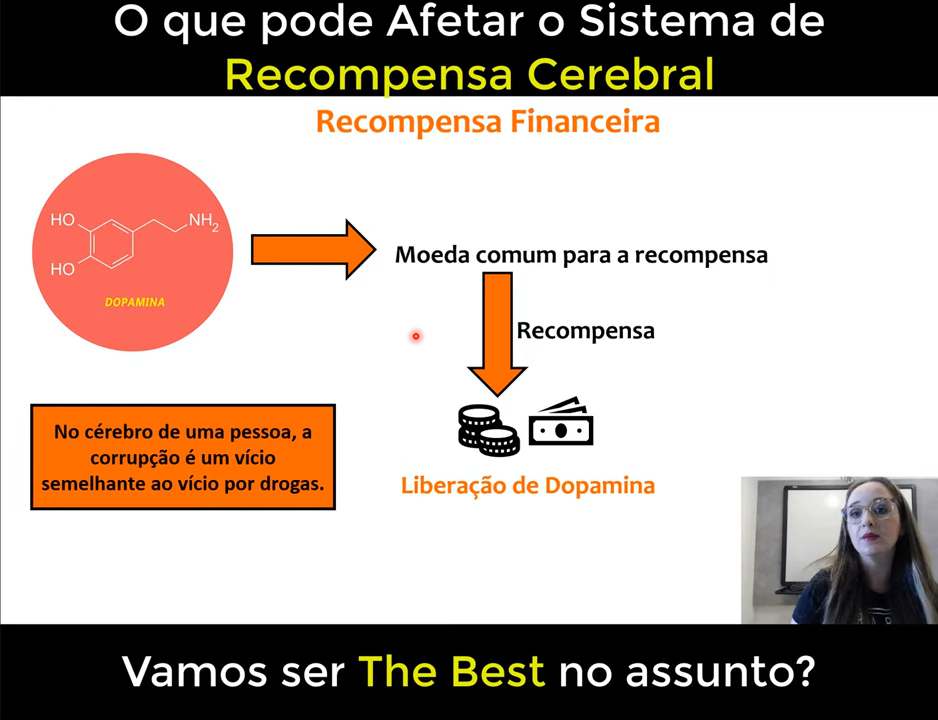 O que pode Afetar o Sistema de
Recompensa Cerebral
Recompensa Financeira
HO
NH2
HO
DOPAMINA
Moeda comum para a recompensa
Recompensa
No cérebro de uma pessoa, a
corrupção é um vício
semelhante ao vício por drogas.
Liberação de Dopamina
Vamos ser The Best no assunto?